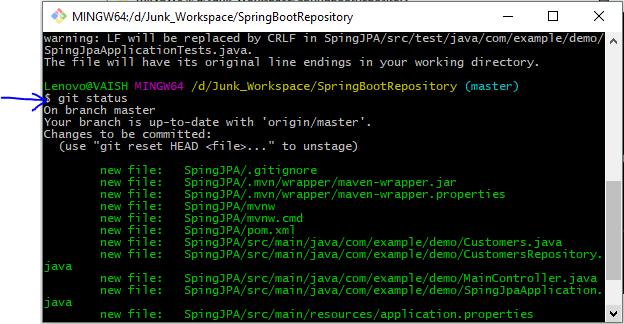 MINGW64:/d/Junk_Workspace/SpringBootRepository
warning: LF will be replaced by CRLF in SpingJPA/src/test/java/com/example/demo/
SpingJpaApplicationTests.java.
The file will have its original line endings in your working directory.
Lenovo@VAISH MINGW64 /d/Junk_Workspace/SpringBootRepository (master)
$ git status
On branch master
Your branch is up-to-date with 'origin/master'.
Changes to be committed:
(use "git reset HEAD <file>..." to unstage)
new file: SpingJPA/.gitignore
new file: SpingJPA/.mvn/wrapper/maven-wrapper.jar
new file: SpingJPA/.mvn/wrapper/maven-wrapper.properties
new file: SpingJPA/mvnw
new file: SpingJPA/mvnw.cmd
new file: SpingJPA/pom.xml
new file: SpingJPA/src/main/java/com/example/demo/Customers.java
new file: SpingJPA/src/main/java/com/example/demo/CustomersRepository.
java
new file: SpingJPA/src/main/java/com/example/demo/MainController.java
new file: SpingJPA/src/main/java/com/example/demo/SpingJpaApplication.
java
new file: SpingJPA/src/main/resources/application.properties